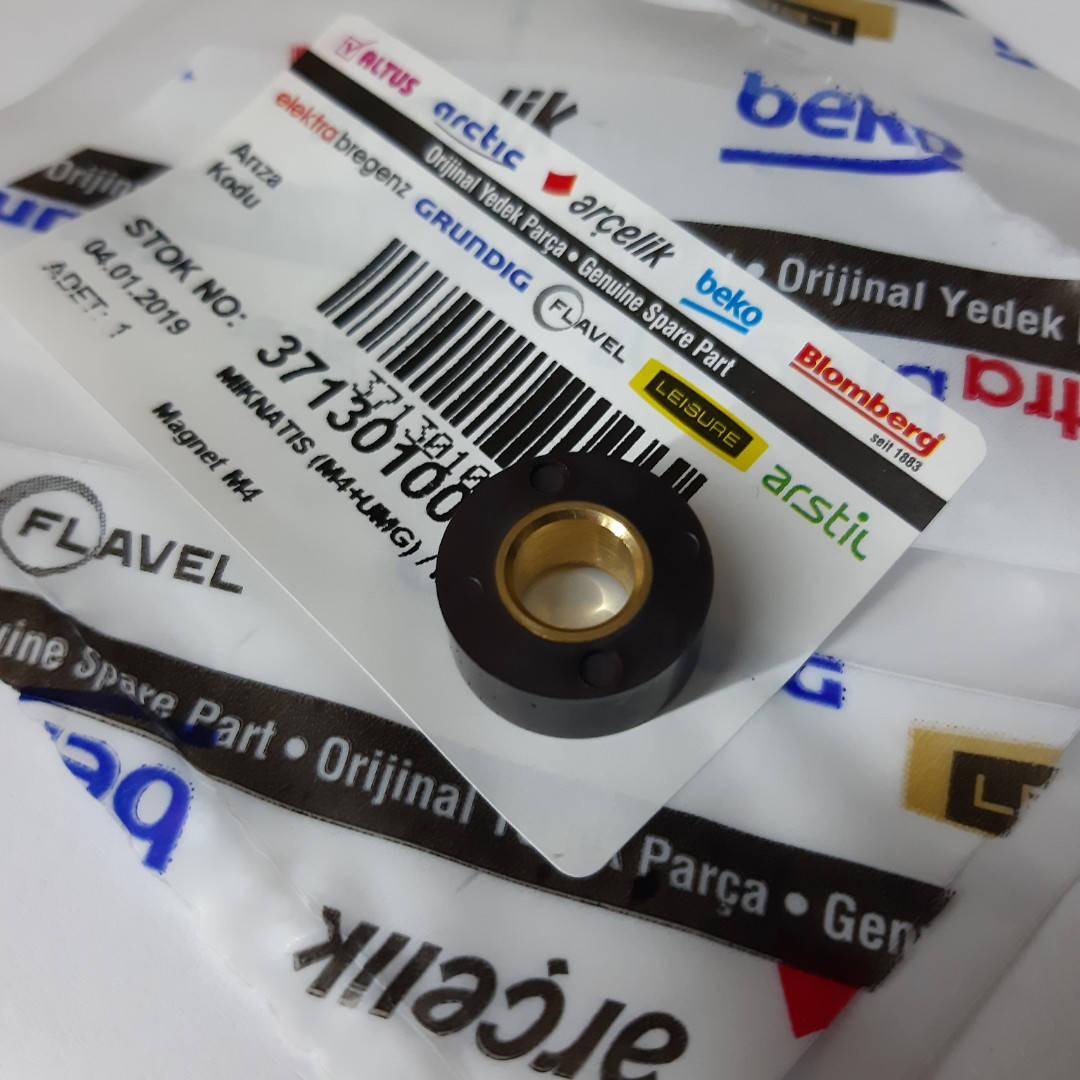 ALTUS
arctic
arçelik
beko
Blomberg
seit 1883
Orijinal Yedek Parça • Genuine Spare Part
elektrabregenz
GRUNDIG
FLAVEL
LEISURE
arstil
Arıza
Kodu
STOK NO:
3713010
04.01.2019
ADET: 1
MIKNATIS (M4+UMG) /
Magnet M4
beko
Orijinal Yedek
FLAVEL
Spare Part • Orijinal
Parça •
arçelik